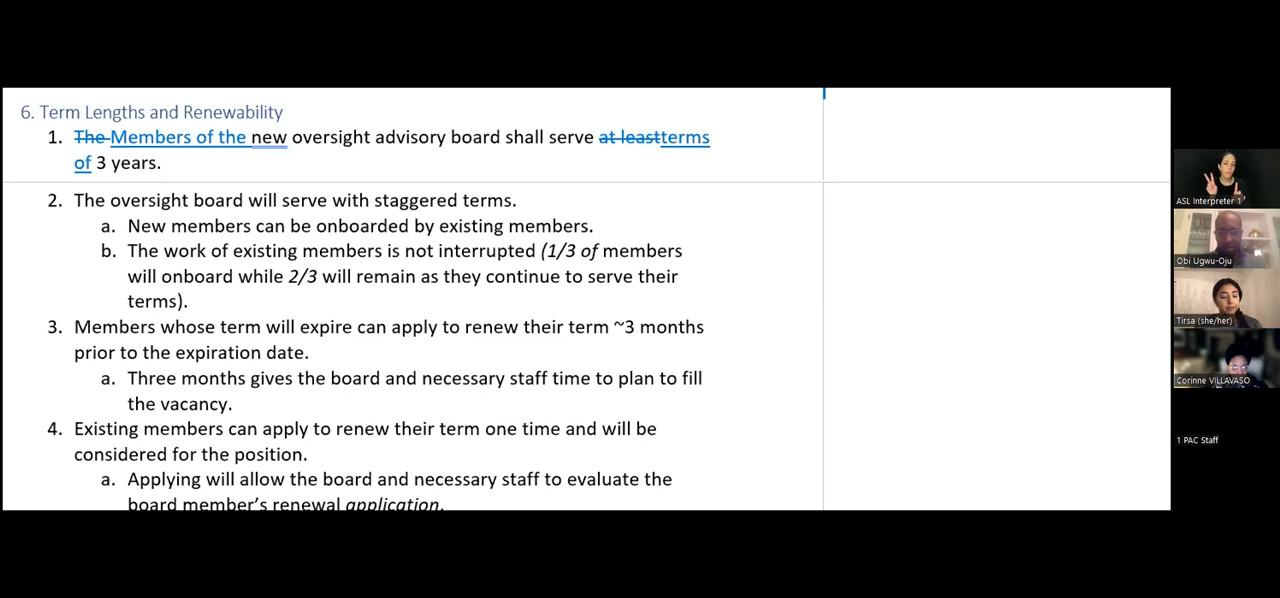 6. Term Lengths and Renewability
1. The Members of the new oversight advisory board shall serve at leastterms
of 3 years.
2. The oversight board will serve with staggered terms.
a. New members can be onboarded by existing members.
b. The work of existing members is not interrupted (1/3 of members
will onboard while 2/3 will remain as they continue to serve their
terms).
3. Members whose term will expire can apply to renew their term ~3 months
prior to the expiration date.
a. Three months gives the board and necessary staff time to plan to fill
the vacancy.
4. Existing members can apply to renew their term one time and will be
considered for the position.
a. Applying will allow the board and necessary staff to evaluate the
board member's renewal application.
ASL Interpreter 1
Obi Ugwu-Oju
Tirsa (she/her)
Corinne VILLAVASO
1 PAC Staff